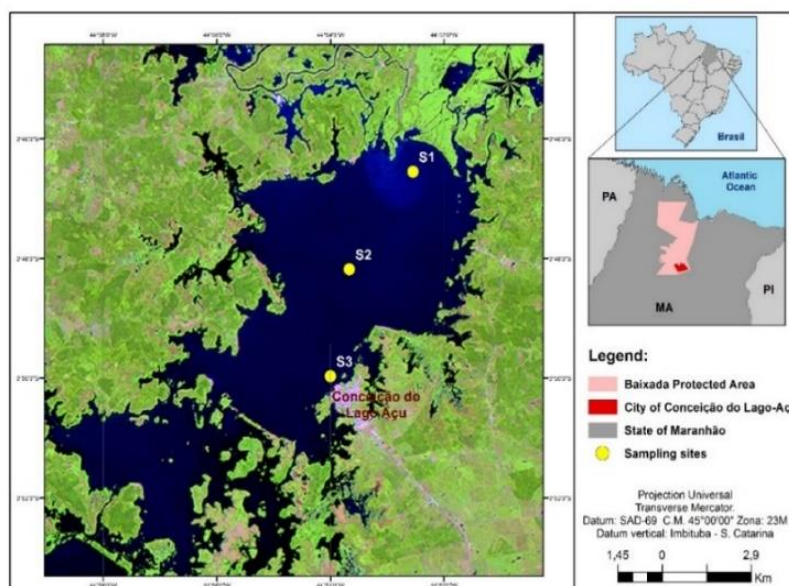 S1
S2
S3
Conceição do
Lago Açu
Brasil
Atlantic
Ocean
PA
MA
PI
Legend:
Baixada Protected Area
City of Conceição do Lago-Aç
State of Maranhão
Sampling sites
Projection Universal
Transverse Mercator.
Datum: SAD-69 C.M. 45°00'00" Zona: 23M
Datum vertical: Imbituba - S. Catarina
1,45 0 2,9
Km